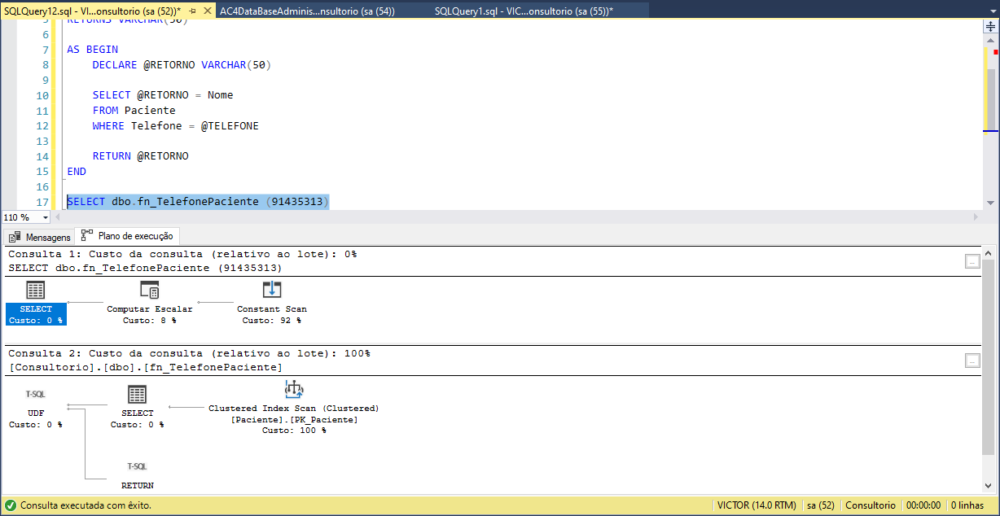 SQLQuery12.sql - VI...onsultorio (sa (52))*
AC4DataBaseAdminis...nsultorio (sa (54))
SQLQuery1.sql - VIC...onsultorio (sa (55))*
5 RETURNS VARCHAR(50)
6
7 AS BEGIN
8 DECLARE @RETORNO VARCHAR(50)
9
10 SELECT @RETORNO = Nome
11 FROM Paciente
12 WHERE Telefone = @TELEFONE
13
14 RETURN @RETORNO
15 END
16
17 SELECT dbo.fn_TelefonePaciente (91435313)
110 %
Mensagens
Plano de execução
Consulta 1: Custo da consulta (relativo ao lote): 0%
SELECT dbo.fn_TelefonePaciente (91435313)
SELECT
Custo: 0 %
Computar Escalar
Custo: 8 %
Constant Scan
Custo: 92 %
Consulta 2: Custo da consulta (relativo ao lote): 100%
[Consultorio].[dbo].[fn_TelefonePaciente]
T-SQL
UDF
Custo: 0 %
SELECT
Custo: 0 %
Clustered Index Scan (Clustered)
[Paciente].[PK_Paciente]
Custo: 100 %
T-SQL
RETURN
Consulta executada com êxito.
VICTOR (14.0 RTM)
sa (52)
Consultorio
00:00:00
0 linhas